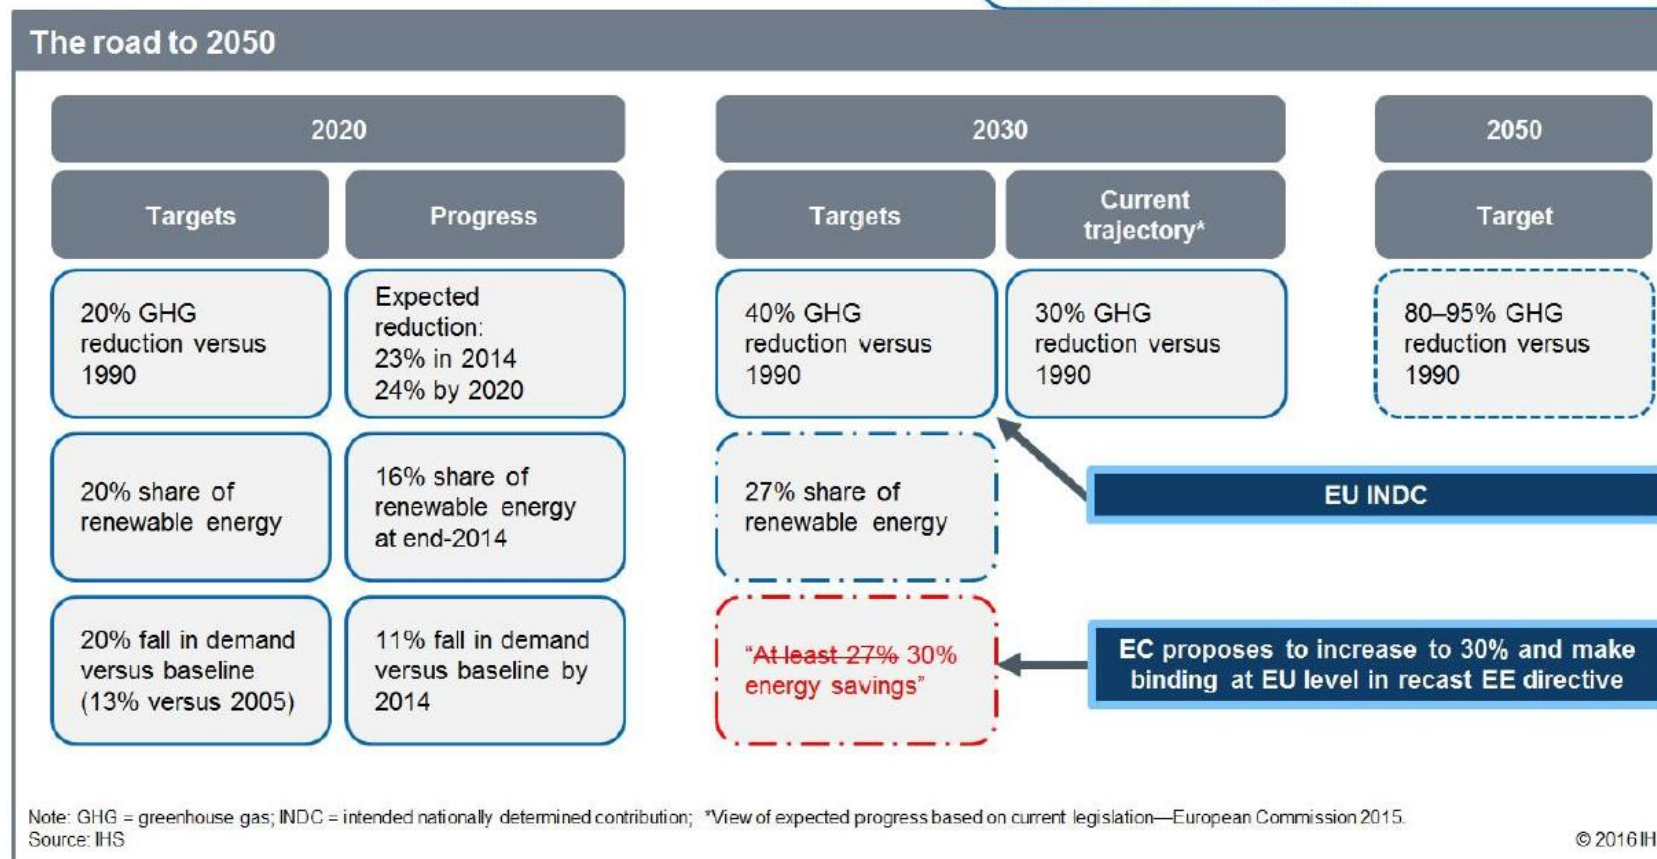 The road to 2050
2020
2030
2050
Targets
Progress
Targets
Current
trajectory*
Target
20% GHG
reduction versus
1990
Expected
reduction:
23% in 2014
24% by 2020
40% GHG
reduction versus
1990
30% GHG
reduction versus
1990
80–95% GHG
reduction versus
1990
20% share of
renewable energy
16% share of
renewable energy
at end-2014
27% share of
renewable energy
EU INDC
20% fall in demand
versus baseline
(13% versus 2005)
11% fall in demand
versus baseline by
2014
“At least 27% 30%
energy savings”
EC proposes to increase to 30% and make
binding at EU level in recast EE directive
Note: GHG = greenhouse gas; INDC = intended nationally determined contribution; *View of expected progress based on current legislation—European Commission 2015.
Source: IHS
© 2016 IH